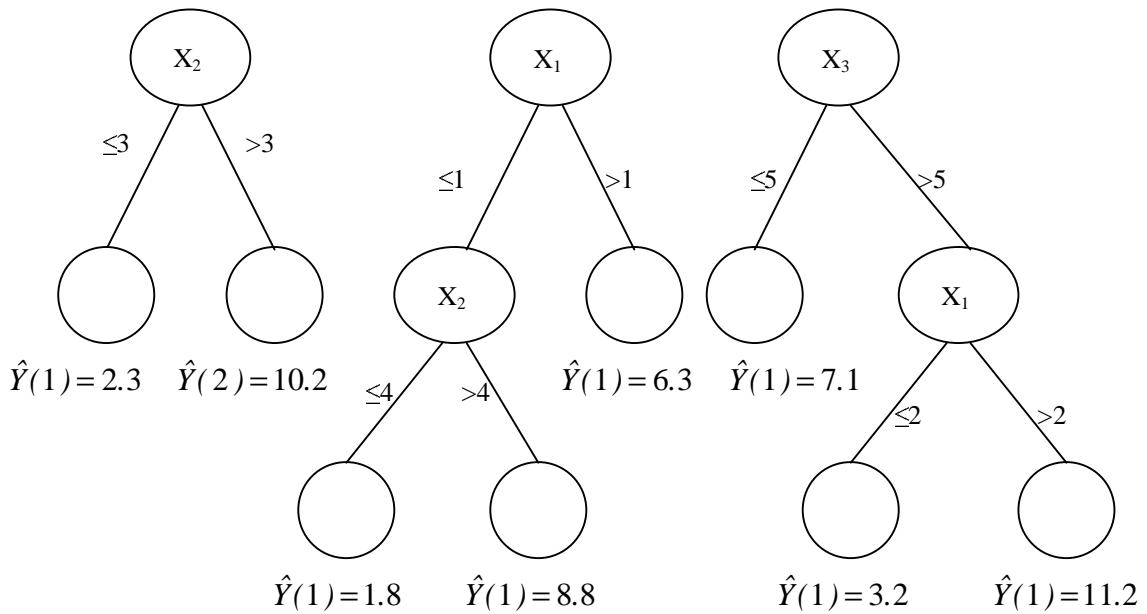 X₂ X₁ X₃
≤3 >3 ≤1 >1 ≤5 >5
X₂ X₁
Ŷ(1)=2.3 Ŷ(2)=10.2 Ŷ(1)=6.3 Ŷ(1)=7.1
≤4 >4 ≤2 >2
Ŷ(1)=1.8 Ŷ(1)=8.8 Ŷ(1)=3.2 Ŷ(1)=11.2